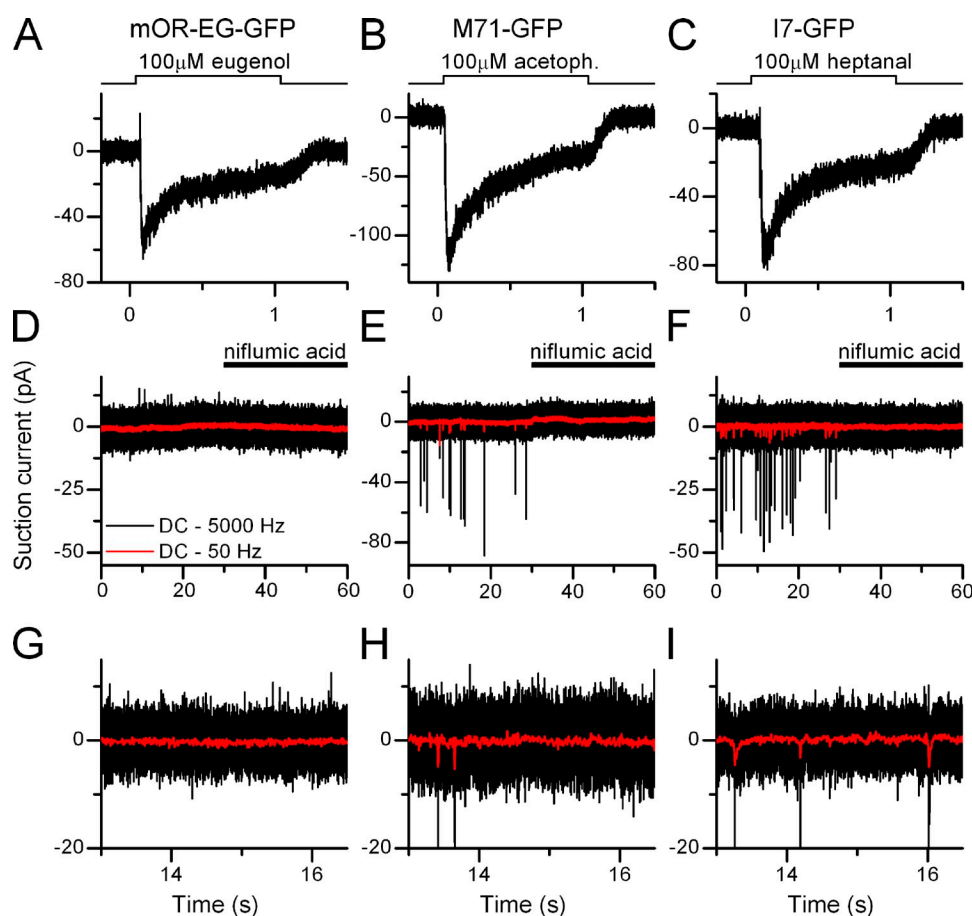 A mOR-EG-GFP B M71-GFP C I7-GFP
100μM eugenol 100μM acetoph. 100μM heptanal
0 0 0
-40 -50 -40
-80 -100 -80
0 1 0 1 0 1
D E F
niflumic acid niflumic acid niflumic acid
Suction current (pA)
0 0 0
-25 -40 -25
-50 -80 -50
DC - 5000 Hz
DC - 50 Hz
0 20 40 60 0 20 40 60 0 20 40 60
G H I
0 0 0
-10 -10 -10
-20 -20 -20
14 16 14 16 14 16
Time (s) Time (s) Time (s)